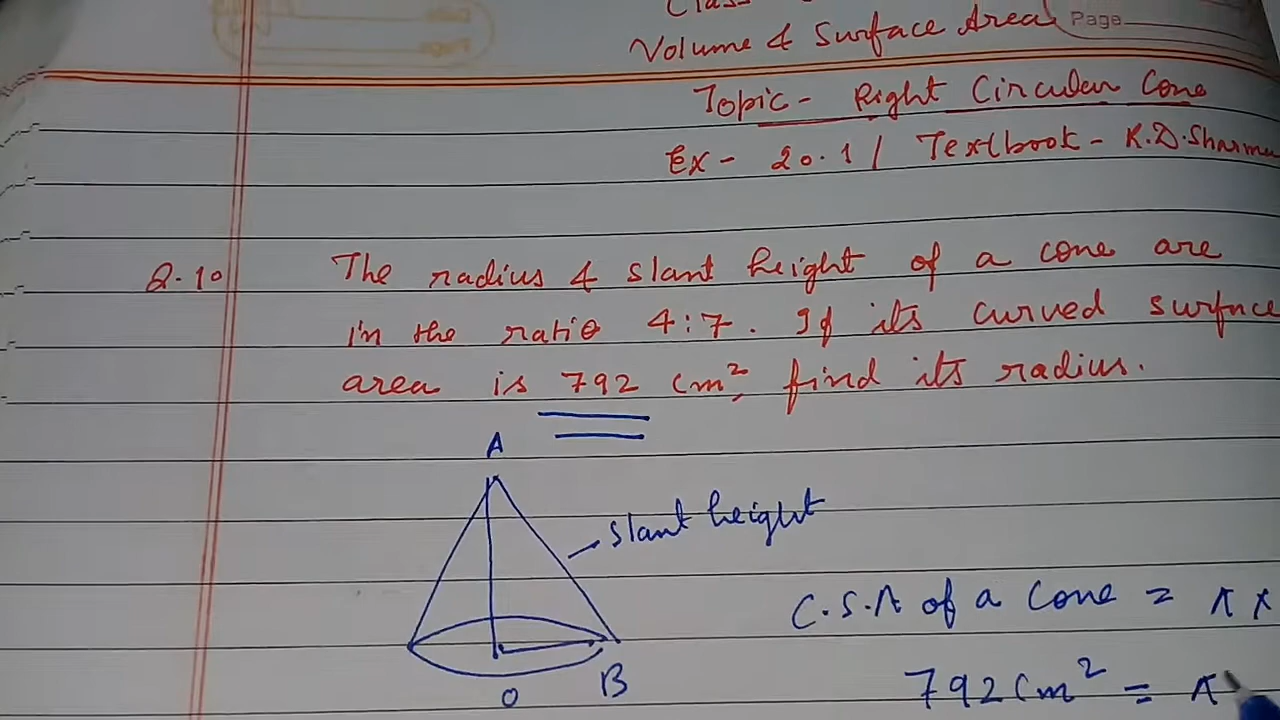 Class
Page
Volume & Surface Area
Topic - Right Circular Cone
Ex - 20.1 / Textbook - R.D. Sharma
Q.10 The radius & slant height of a cone are
in the ratio 4:7. If its curved surface
area is 792 cm², find its radius.
A
slant height
C.S.A of a cone = π x
B
O
792 cm² = π